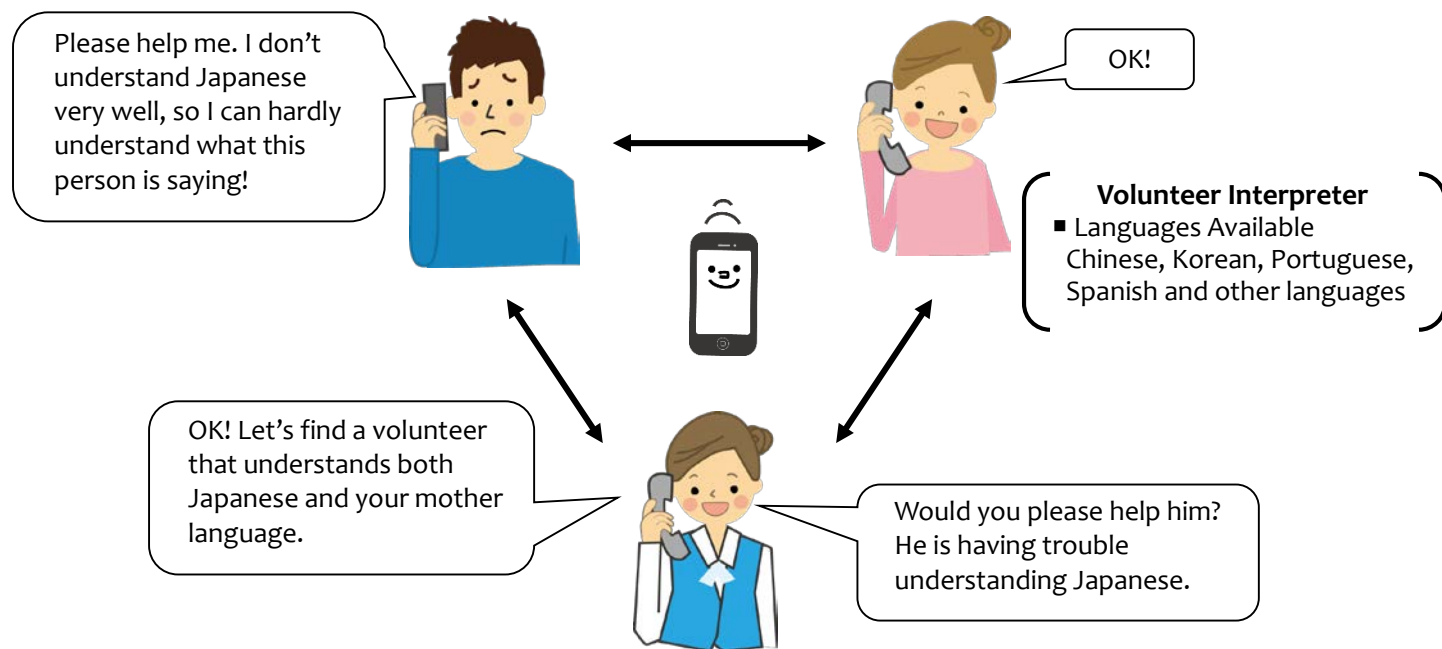 Please help me. I don’t
understand Japanese
very well, so I can hardly
understand what this
person is saying!
OK!
Volunteer Interpreter
▪ Languages Available
Chinese, Korean, Portuguese,
Spanish and other languages
OK! Let’s find a volunteer
that understands both
Japanese and your mother
language.
Would you please help him?
He is having trouble
understanding Japanese.